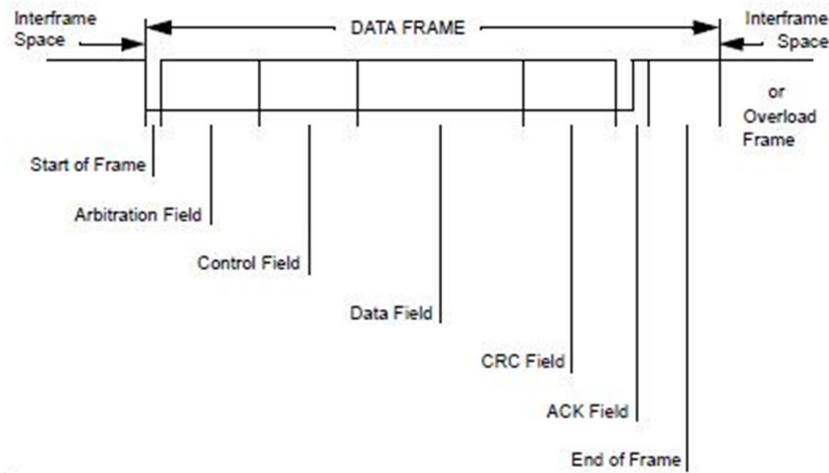 Interframe
Space
DATA FRAME
Interframe
Space
or
Overload
Frame
Start of Frame
Arbitration Field
Control Field
Data Field
CRC Field
ACK Field
End of Frame